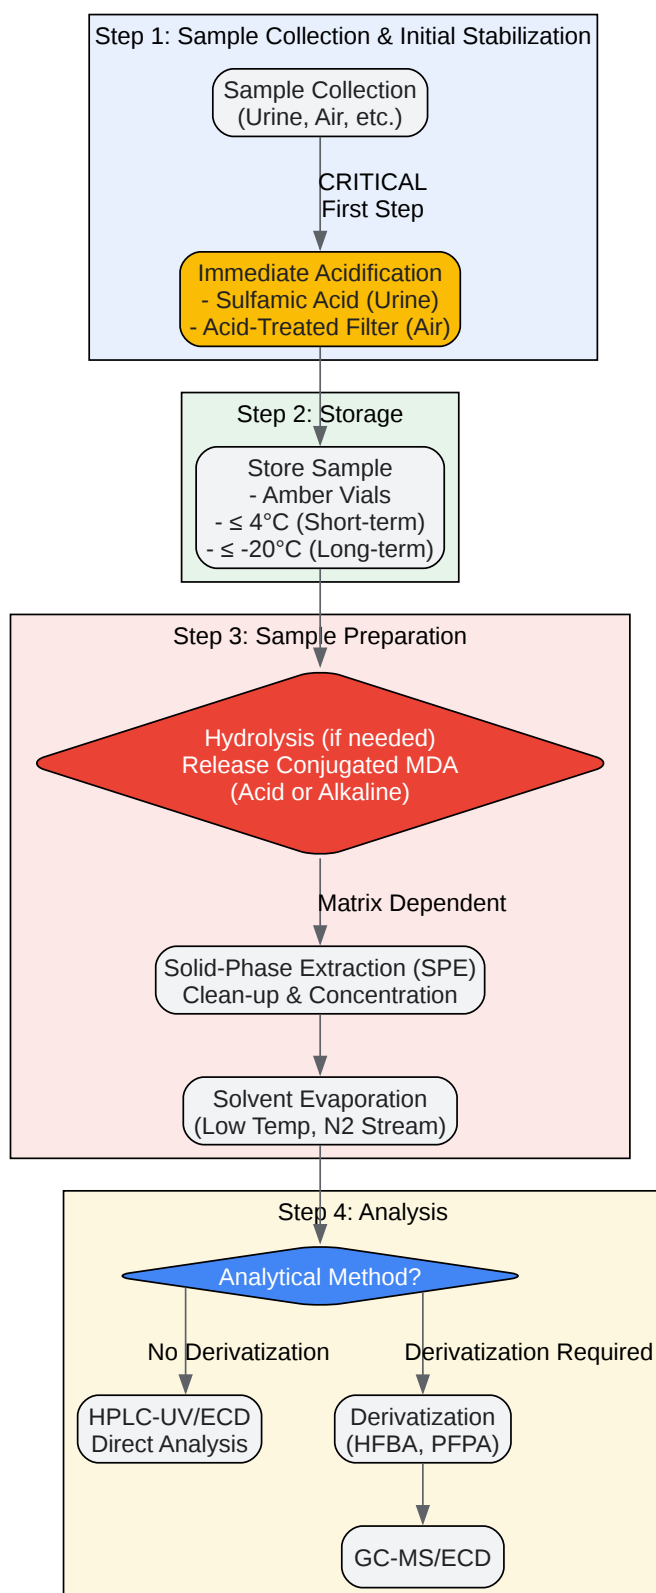 Step 1: Sample Collection & Initial Stabilization
Sample Collection
(Urine, Air, etc.)
CRITICAL
First Step
Immediate Acidification
- Sulfamic Acid (Urine)
- Acid-Treated Filter (Air)
Step 2: Storage
Store Sample
- Amber Vials
- ≤ 4°C (Short-term)
- ≤ -20°C (Long-term)
Step 3: Sample Preparation
Hydrolysis (if needed)
Release Conjugated MDA
(Acid or Alkaline)
Matrix Dependent
Solid-Phase Extraction (SPE)
Clean-up & Concentration
Solvent Evaporation
(Low Temp, N2 Stream)
Step 4: Analysis
Analytical Method?
No Derivatization
Derivatization Required
HPLC-UV/ECD
Direct Analysis
Derivatization
(HFBA, PFPA)
GC-MS/ECD